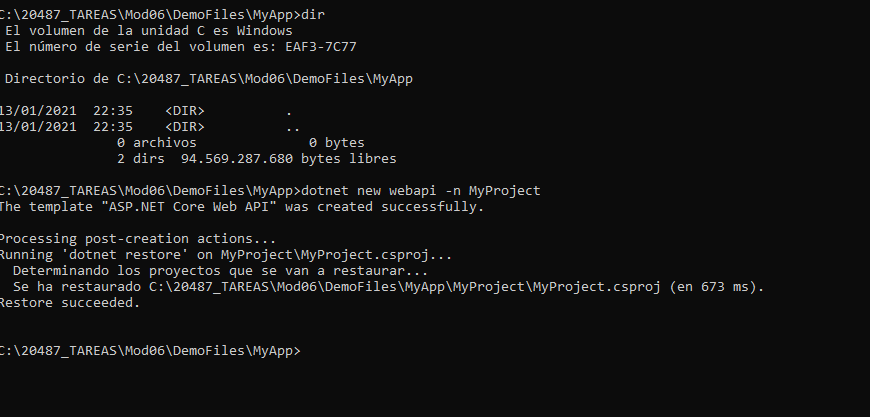 C:\20487_TAREAS\Mod06\DemoFiles\MyApp>dir
El volumen de la unidad C es Windows
El número de serie del volumen es: EAF3-7C77
Directorio de C:\20487_TAREAS\Mod06\DemoFiles\MyApp
13/01/2021  22:35    <DIR>          .
13/01/2021  22:35    <DIR>          ..
0 archivos              0 bytes
2 dirs  94.569.287.680 bytes libres
C:\20487_TAREAS\Mod06\DemoFiles\MyApp>dotnet new webapi -n MyProject
The template "ASP.NET Core Web API" was created successfully.
Processing post-creation actions...
Running 'dotnet restore' on MyProject\MyProject.csproj...
Determinando los proyectos que se van a restaurar...
Se ha restaurado C:\20487_TAREAS\Mod06\DemoFiles\MyApp\MyProject\MyProject.csproj (en 673 ms).
Restore succeeded.
C:\20487_TAREAS\Mod06\DemoFiles\MyApp>